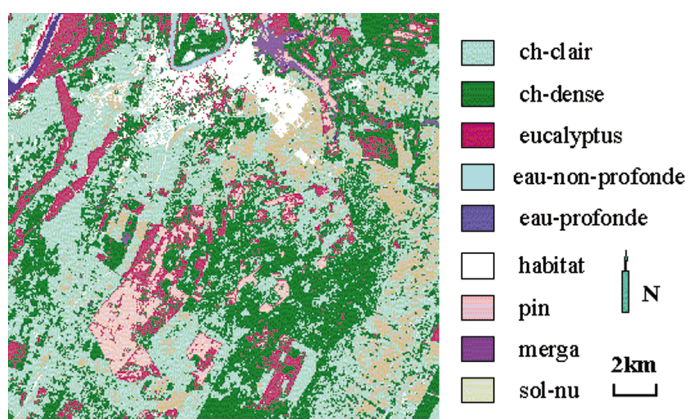 ch-clair
ch-dense
eucalyptus
eau-non-profonde
eau-profonde
habitat
pin
merga
sol-nu
N
2km